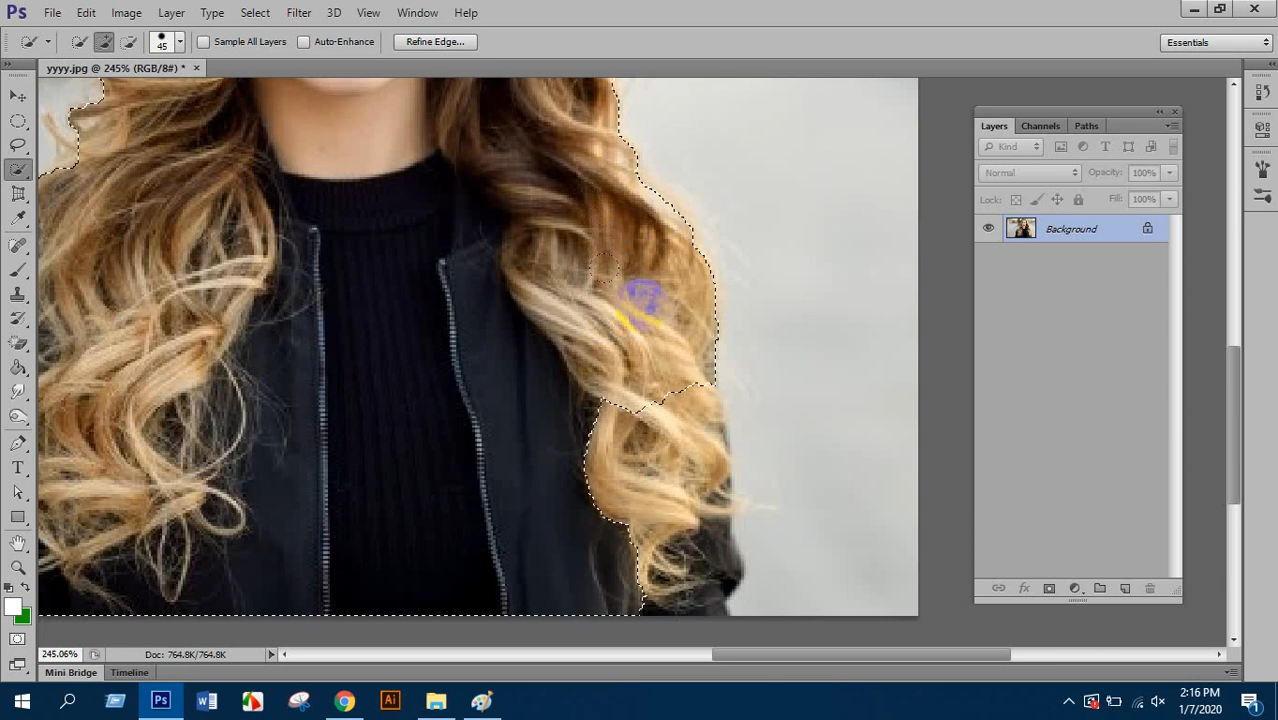 Ps File Edit Image Layer Type Select Filter 3D View Window Help
45 Sample All Layers Auto-Enhance Refine Edge... Essentials
yyyy.jpg @ 245% (RGB/8#) * ×
Layers Channels Paths
Kind
Normal Opacity: 100%
Lock: Fill: 100%
Background
245.06% Doc: 764.8K/764.8K
Mini Bridge Timeline
2:16 PM
1/7/2020